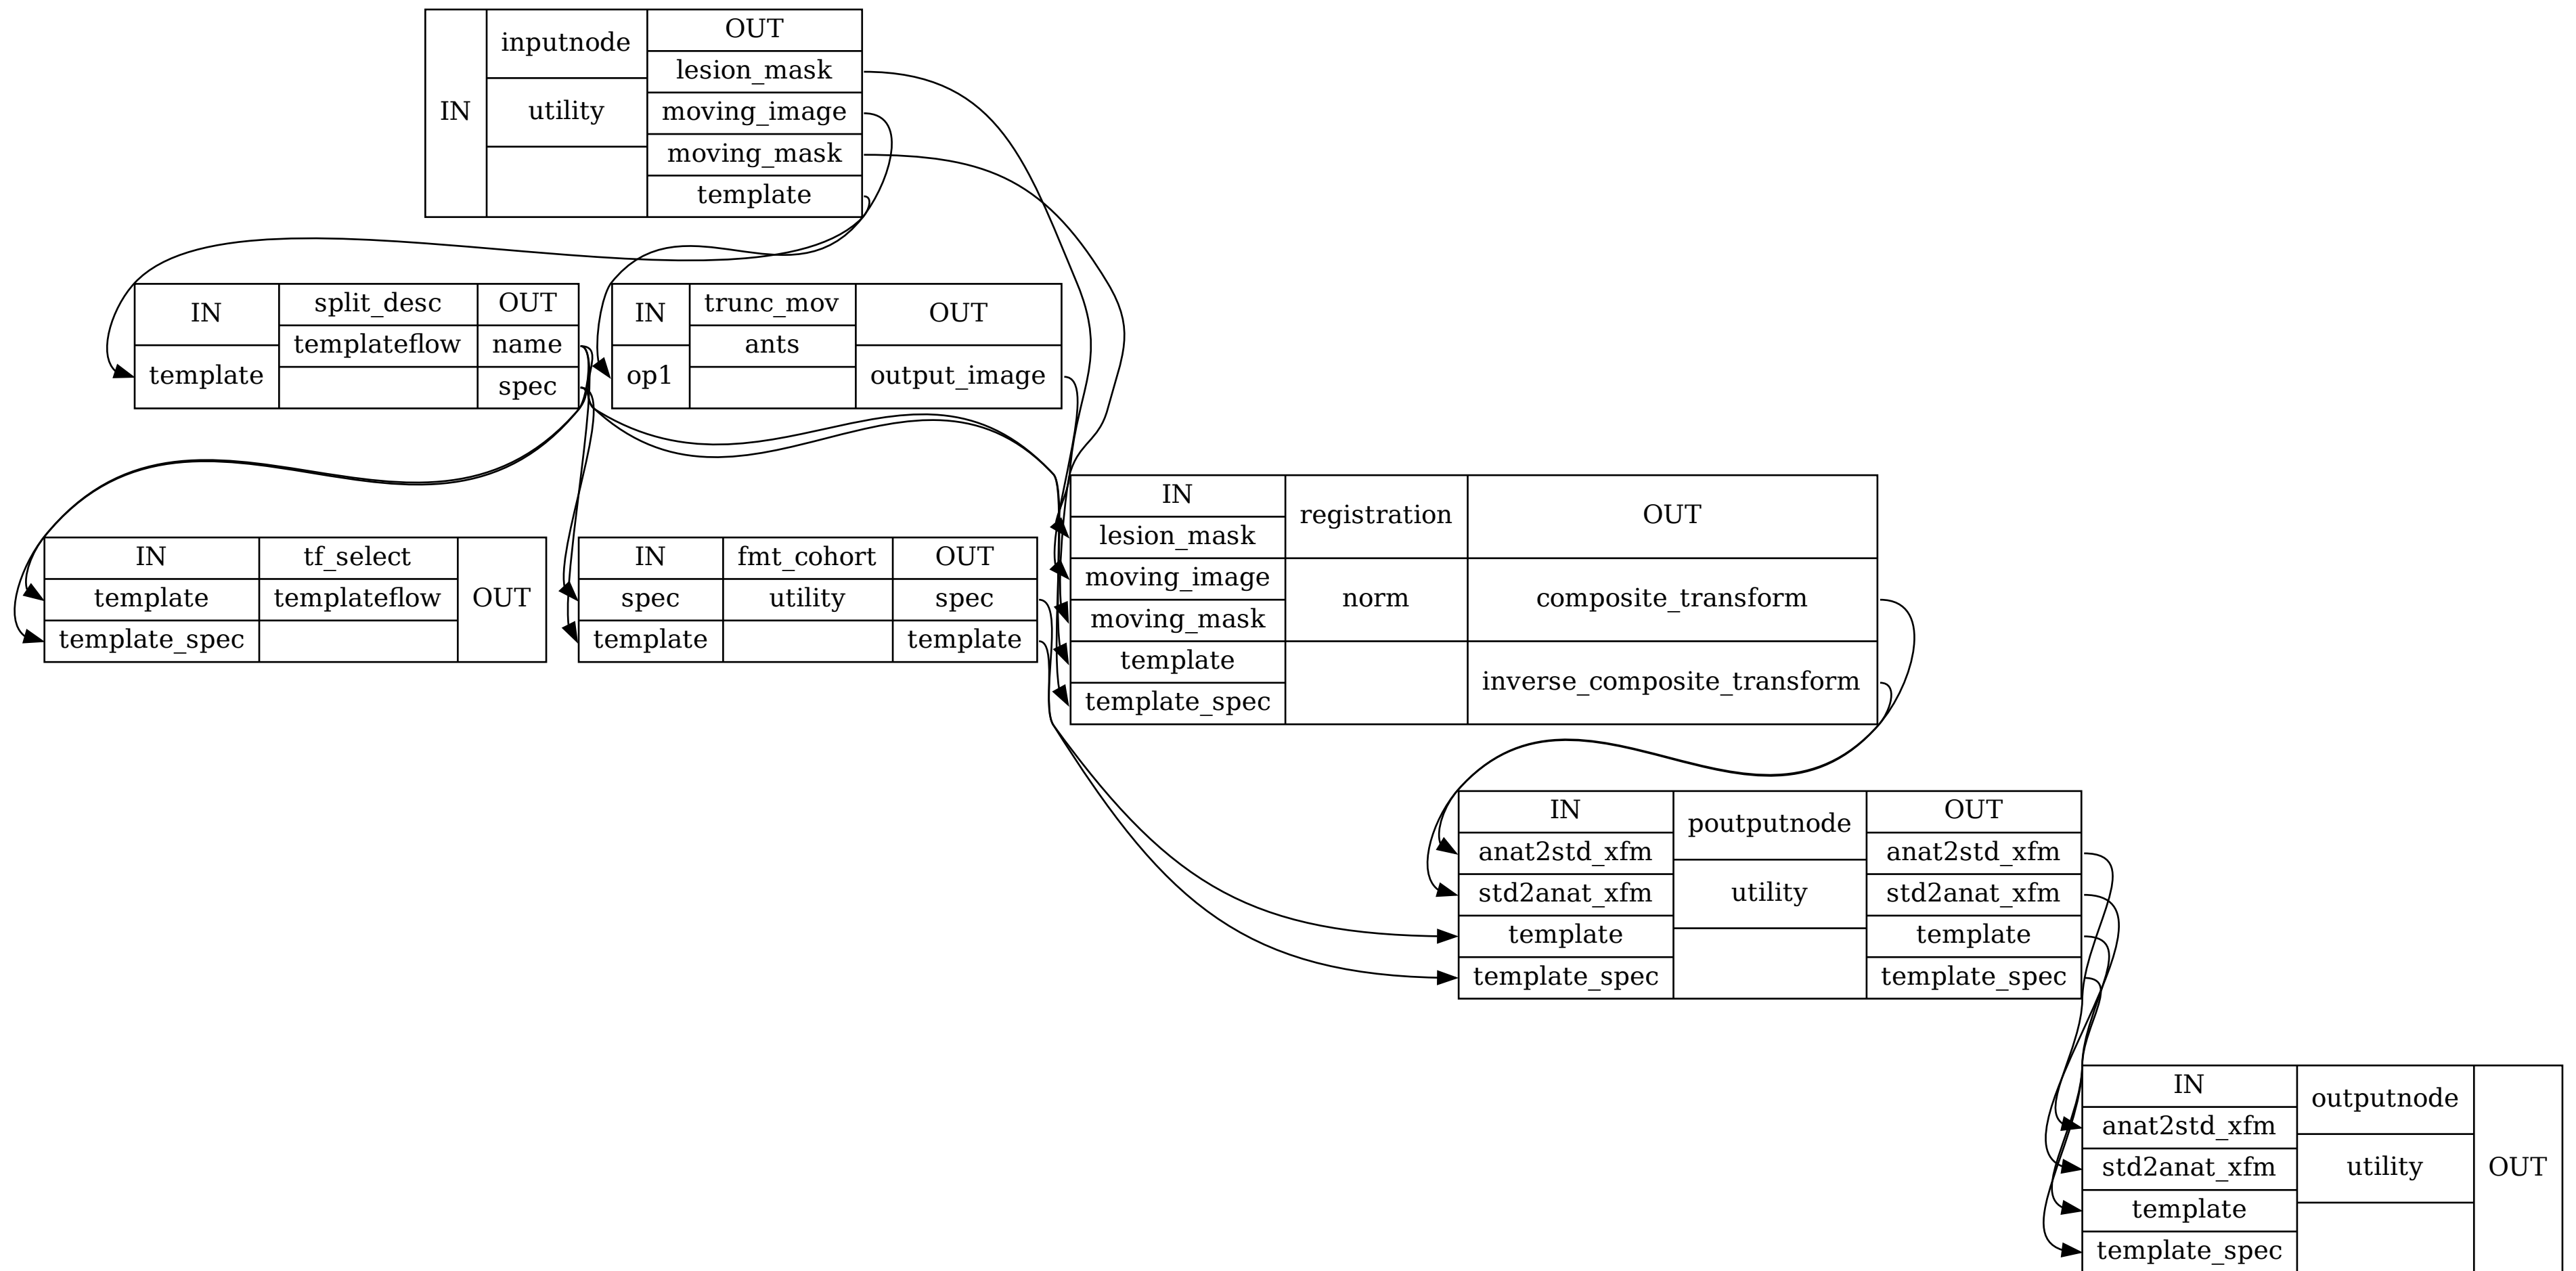 IN
inputnode
utility
OUT
lesion_mask
moving_image
moving_mask
template
IN
template
split_desc
templateflow
OUT
name
spec
IN
op1
trunc_mov
ants
OUT
output_image
IN
template
template_spec
tf_select
templateflow
OUT
IN
spec
template
fmt_cohort
utility
OUT
spec
template
IN
lesion_mask
moving_image
moving_mask
template
template_spec
registration
norm
OUT
composite_transform
inverse_composite_transform
IN
anat2std_xfm
std2anat_xfm
template
template_spec
poutputnode
utility
OUT
anat2std_xfm
std2anat_xfm
template
template_spec
IN
anat2std_xfm
std2anat_xfm
template
template_spec
outputnode
utility
OUT